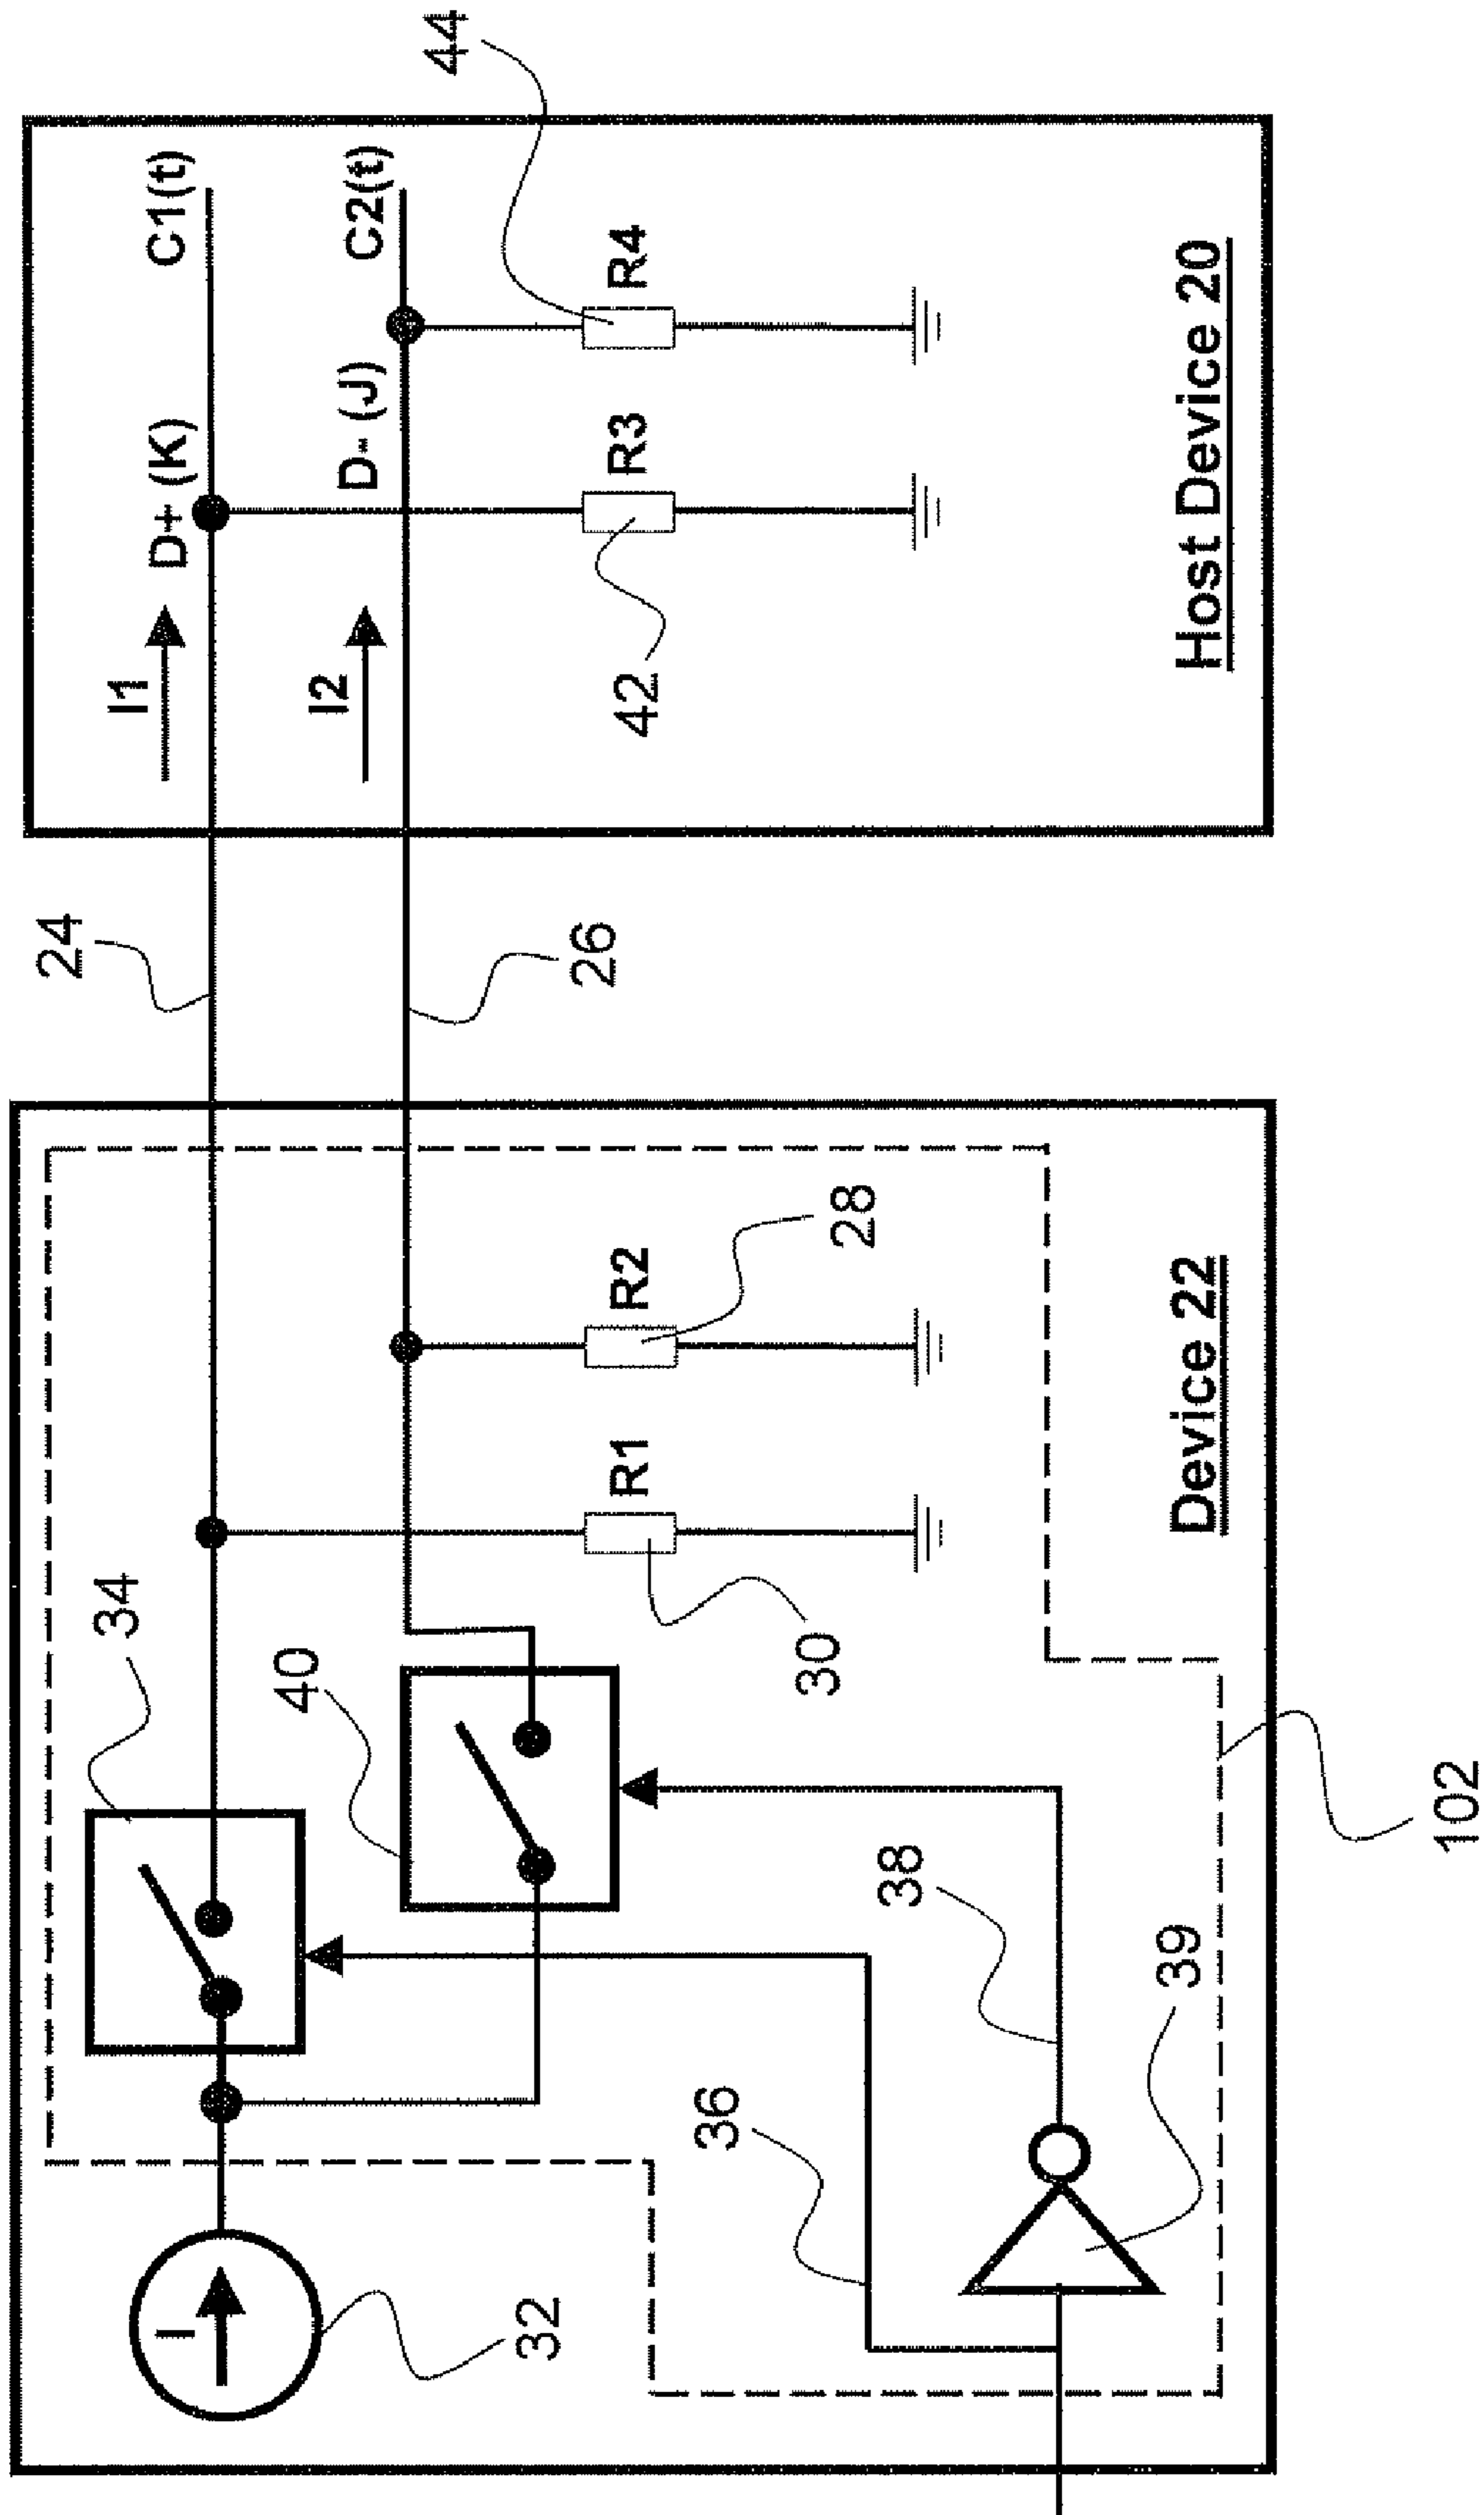 I
32
34
40
36
38
39
R1
30
R2
28
Device 22
102
24
26
I1
D+ (K)
C1(t)
I2
D- (J)
C2(t)
R3
42
R4
44
Host Device 20